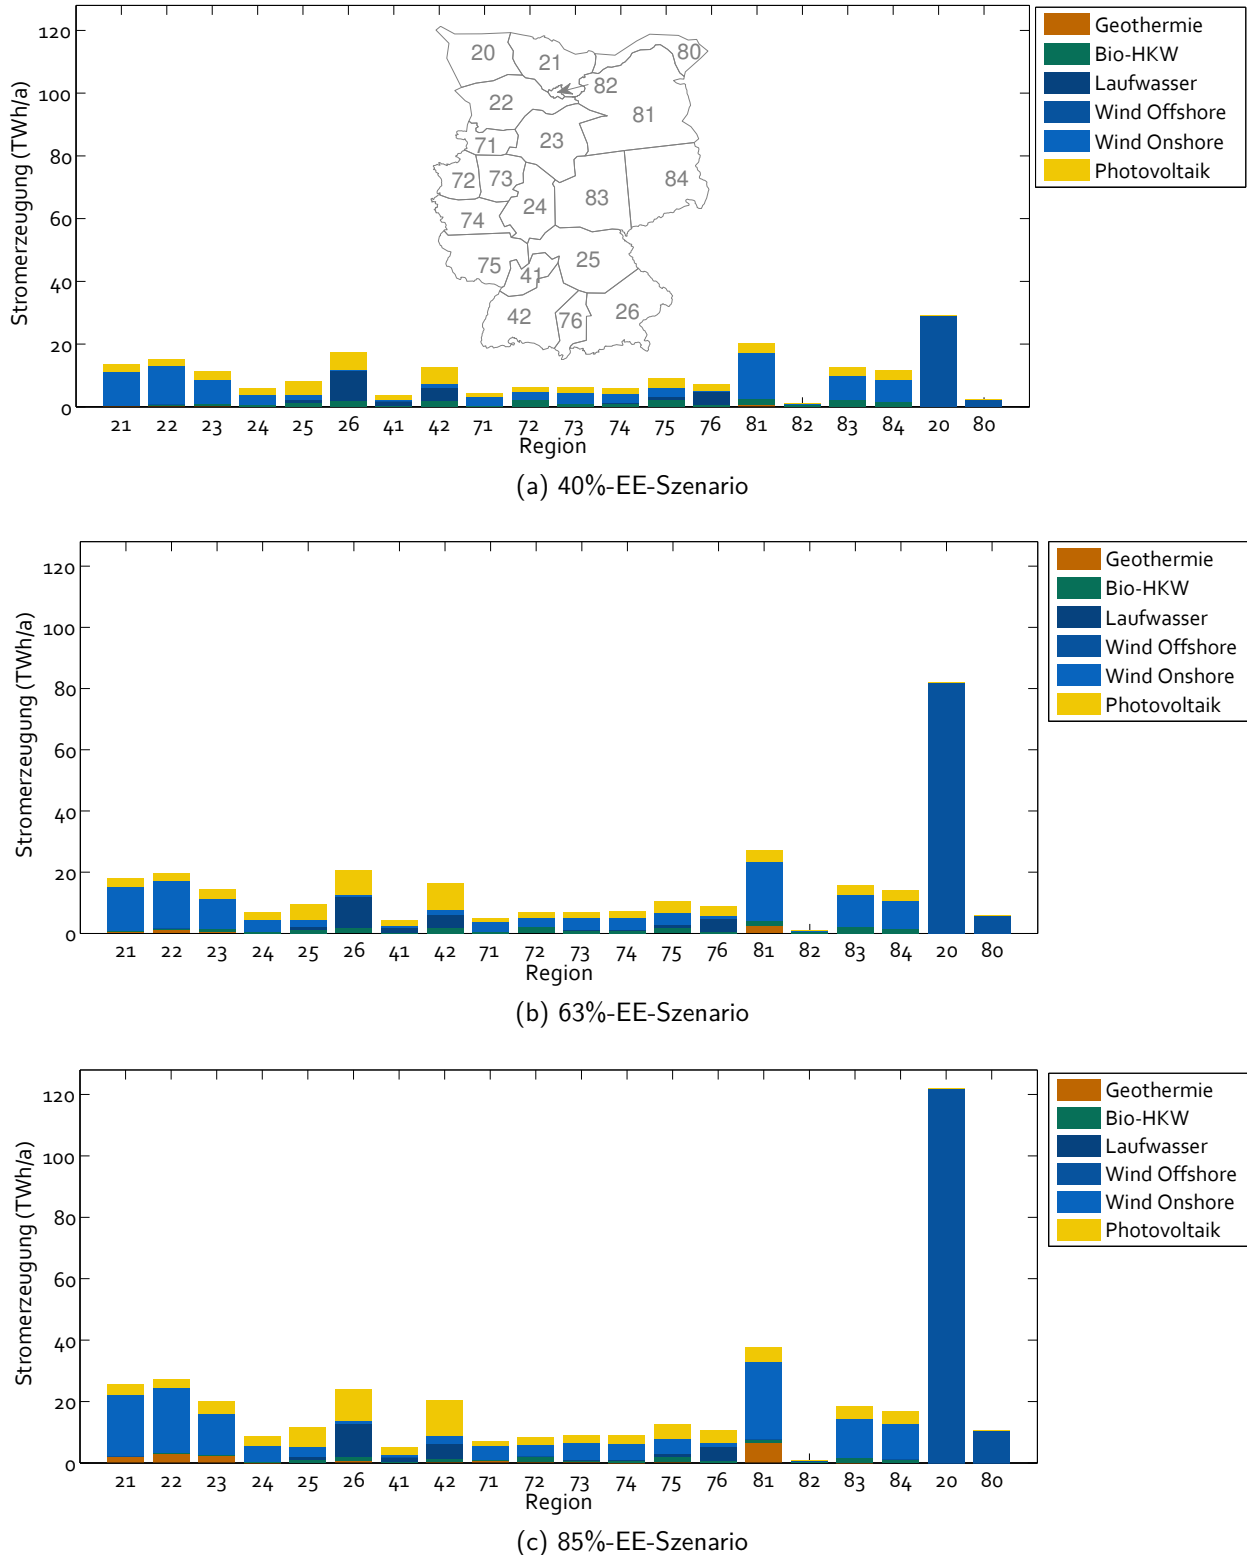 120
100
80
60
40
20
0
Stromerzeugung (TWh/a)
20
21
80
82
22
81
23
71
72
73
84
24
83
74
75
41
25
42
76
26
Geothermie
Bio-HKW
Laufwasser
Wind Offshore
Wind Onshore
Photovoltaik
21 22 23 24 25 26 41 42 71 72 73 74 75 76 81 82 83 84 20 80
Region
(a) 40%-EE-Szenario
120
100
80
60
40
20
0
Stromerzeugung (TWh/a)
Geothermie
Bio-HKW
Laufwasser
Wind Offshore
Wind Onshore
Photovoltaik
21 22 23 24 25 26 41 42 71 72 73 74 75 76 81 82 83 84 20 80
Region
(b) 63%-EE-Szenario
120
100
80
60
40
20
0
Stromerzeugung (TWh/a)
Geothermie
Bio-HKW
Laufwasser
Wind Offshore
Wind Onshore
Photovoltaik
21 22 23 24 25 26 41 42 71 72 73 74 75 76 81 82 83 84 20 80
Region
(c) 85%-EE-Szenario